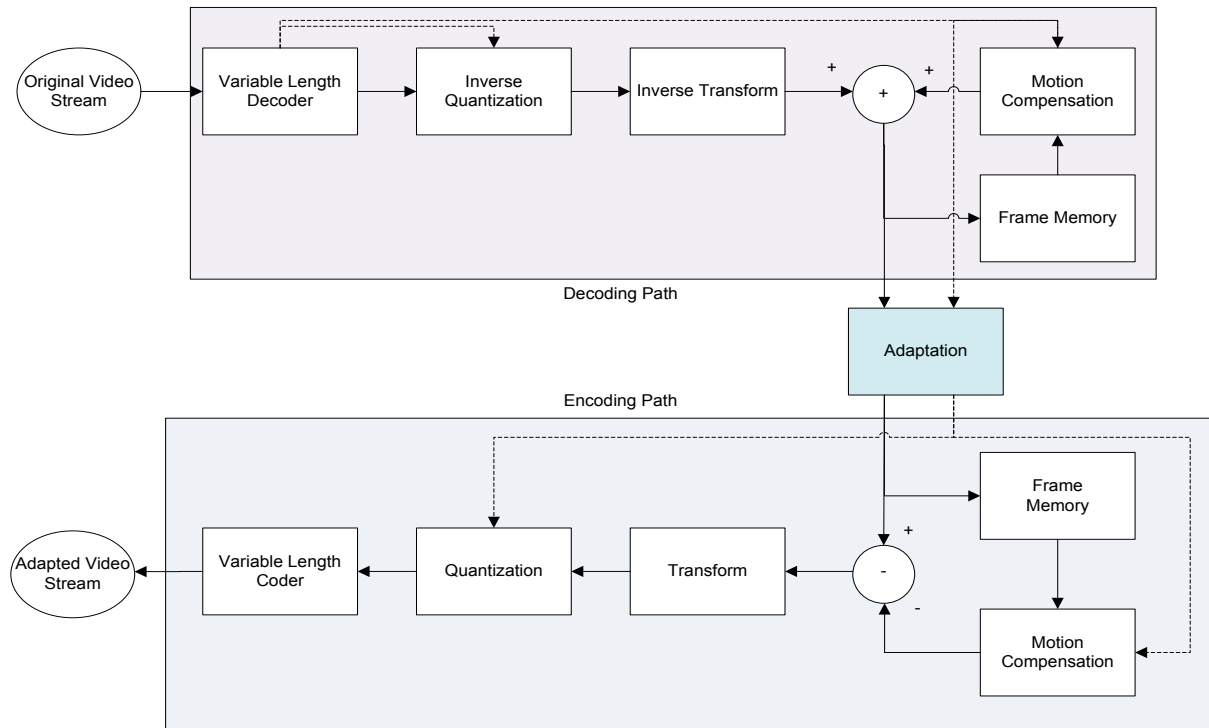 Original Video
Stream
Variable Length
Decoder
Inverse
Quantization
Inverse Transform
+
+
+
Motion
Compensation
Frame Memory
Decoding Path
Adaptation
Encoding Path
Frame
Memory
Adapted Video
Stream
Variable Length
Coder
Quantization
Transform
+
-
-
Motion
Compensation